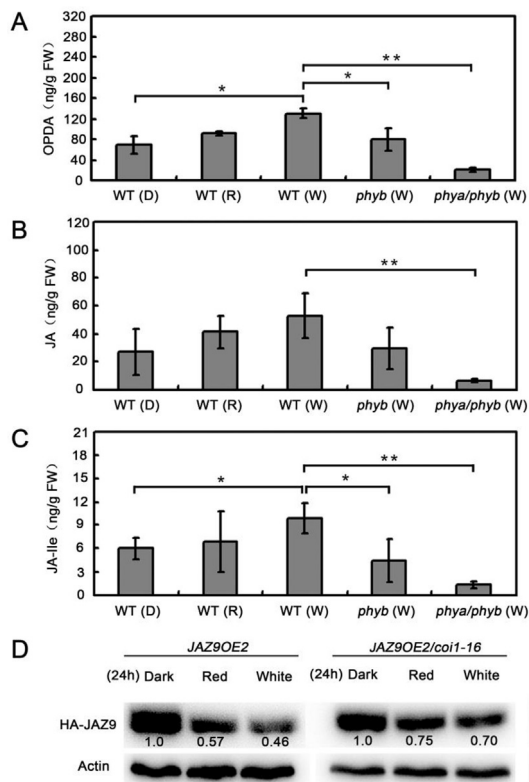 A
OPDA (ng/g FW)
320
280
240
200
160
120
80
40
0
*
*
**
WT (D) WT (R) WT (W) phyb (W) phya/phyb (W)
B
JA (ng/g FW)
120
100
80
60
40
20
0
**
WT (D) WT (R) WT (W) phyb (W) phya/phyb (W)
C
JA-Ile (ng/g FW)
21
18
15
12
9
6
3
0
*
*
**
WT (D) WT (R) WT (W) phyb (W) phya/phyb (W)
D
JAZ9OE2 JAZ9OE2/coi1-16
(24h) Dark Red White (24h) Dark Red White
HA-JAZ9
1.0 0.57 0.46 1.0 0.75 0.70
Actin